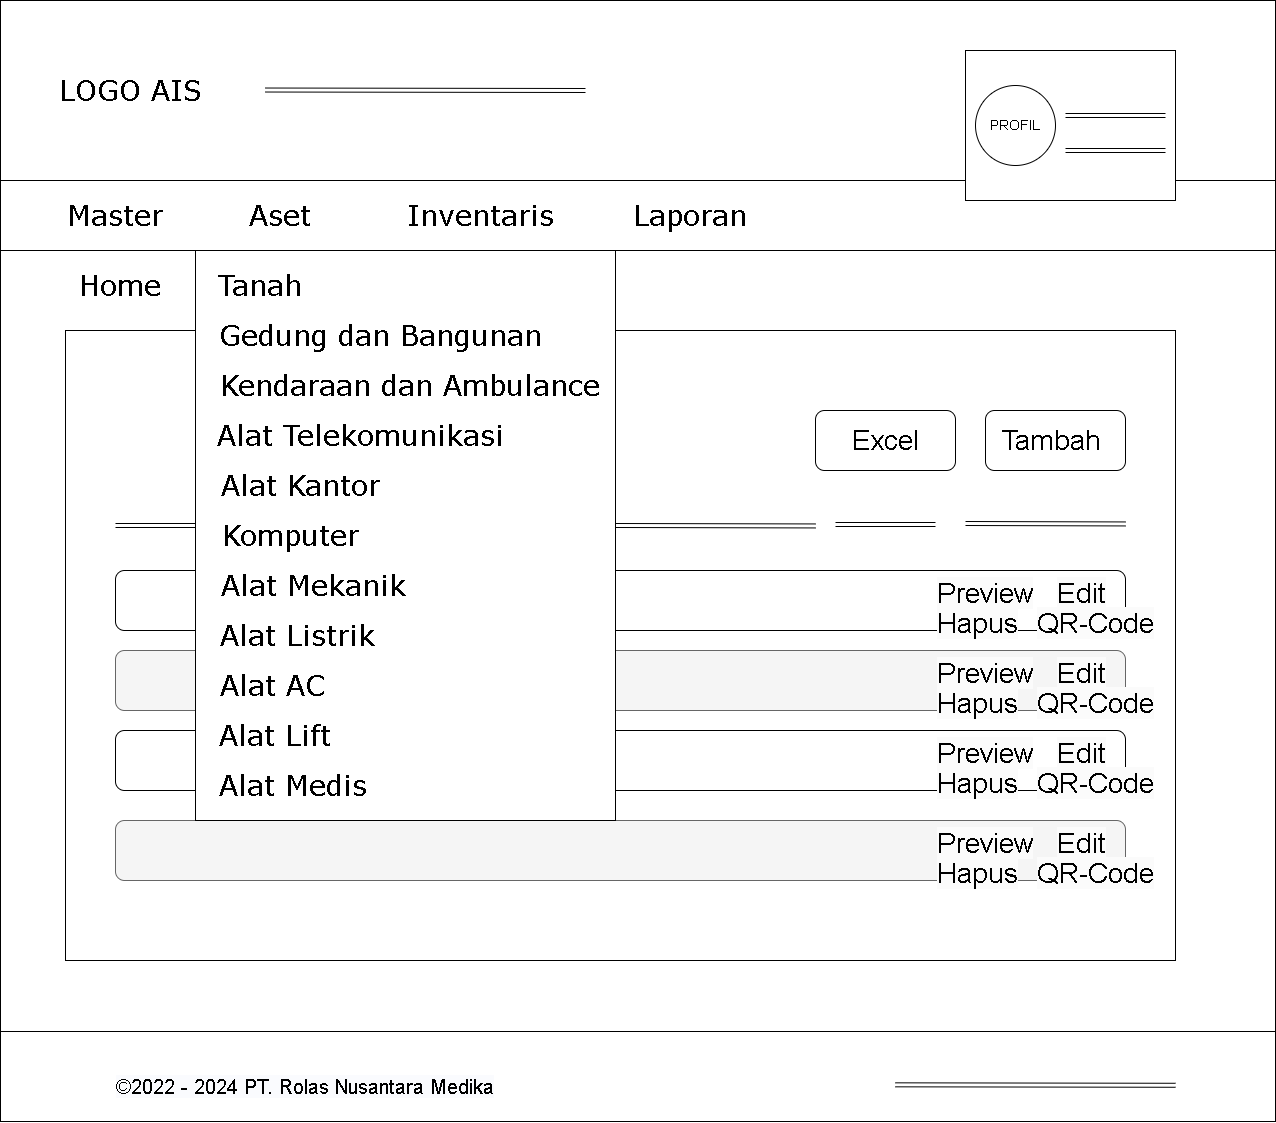 LOGO AIS
PROFIL
Master Aset Inventaris Laporan
Home
Tanah
Gedung dan Bangunan
Kendaraan dan Ambulance
Alat Telekomunikasi
Alat Kantor
Komputer
Alat Mekanik
Alat Listrik
Alat AC
Alat Lift
Alat Medis
Excel Tambah
Preview Edit
Hapus QR-Code
Preview Edit
Hapus QR-Code
Preview Edit
Hapus QR-Code
Preview Edit
Hapus QR-Code
©2022 - 2024 PT. Rolas Nusantara Medika